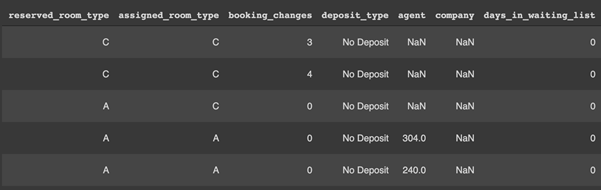 reserved_room_type assigned_room_type booking_changes deposit_type agent company days_in_waiting_list
C C 3 No Deposit NaN NaN 0
C C 4 No Deposit NaN NaN 0
A C 0 No Deposit NaN NaN 0
A A 0 No Deposit 304.0 NaN 0
A A 0 No Deposit 240.0 NaN 0